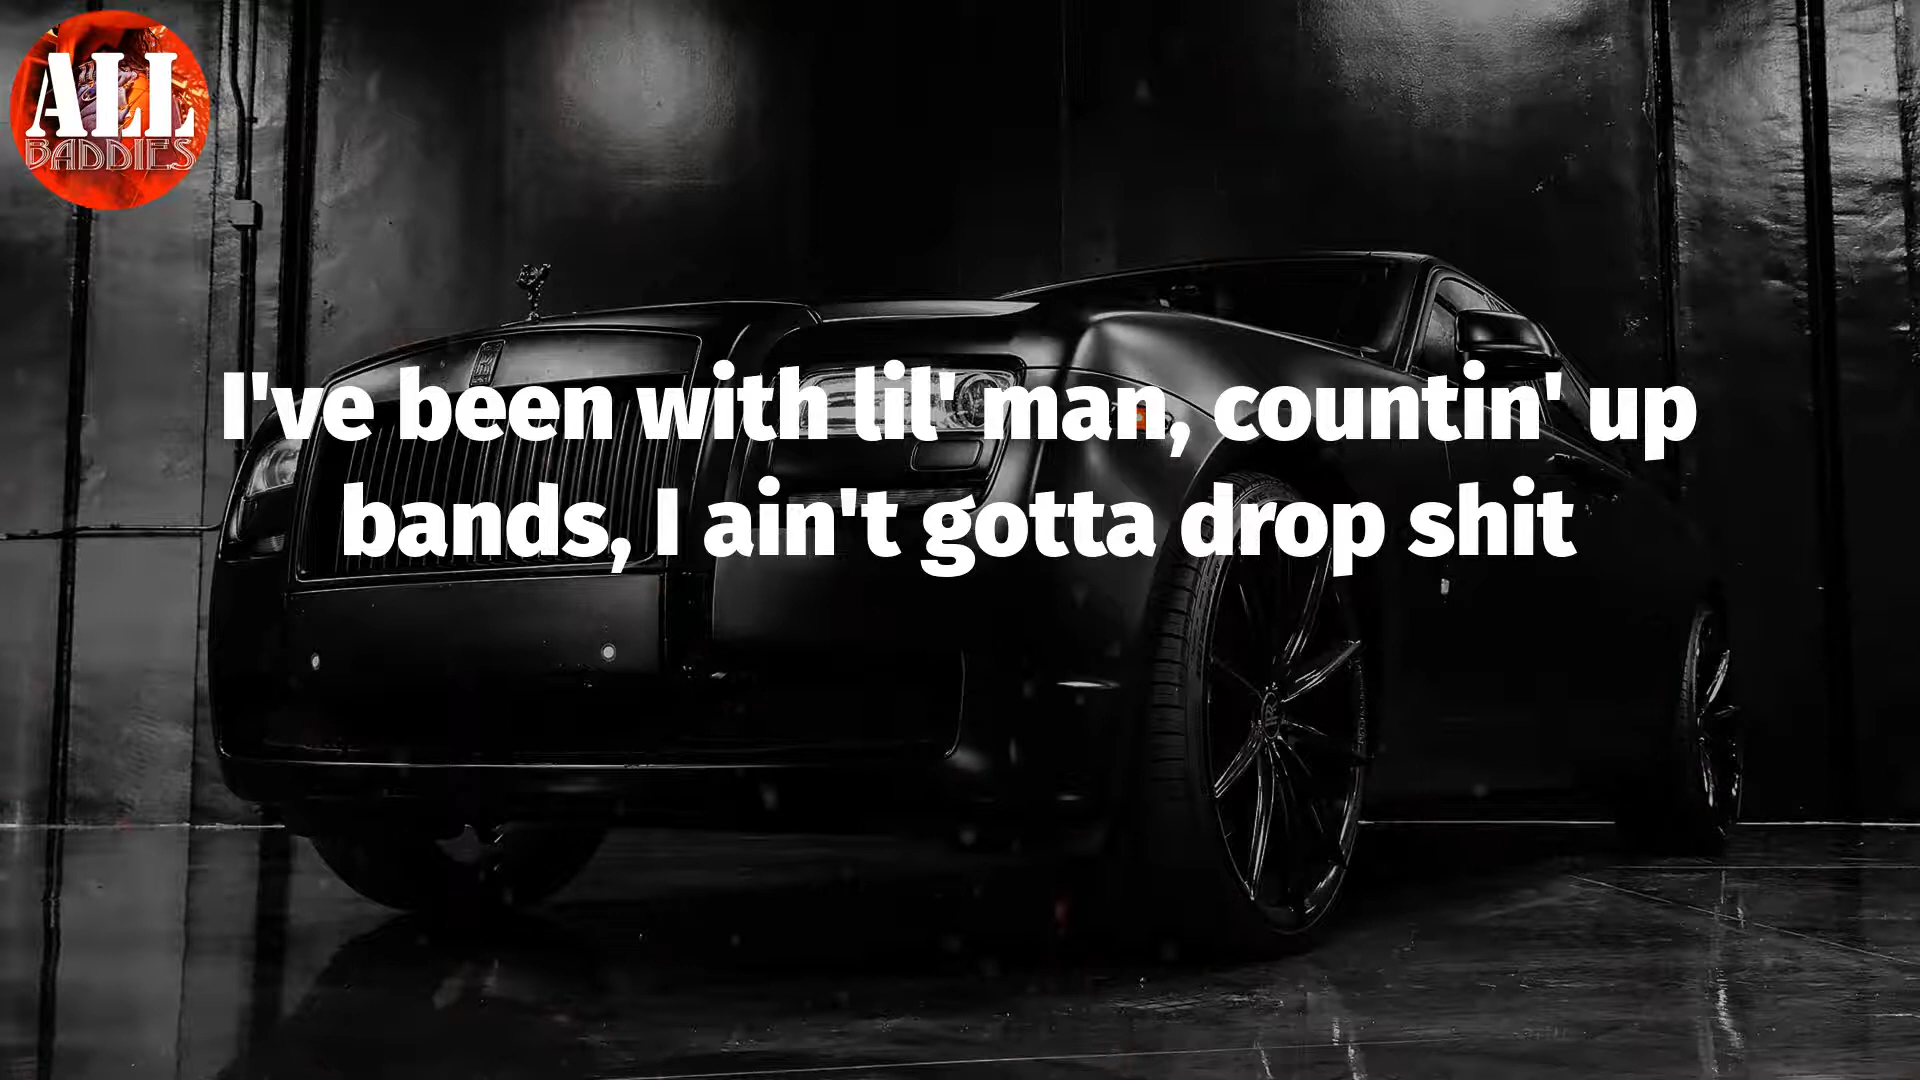 ALL
BADDIES
I've been with lil' man, countin' up
bands, I ain't gotta drop shit